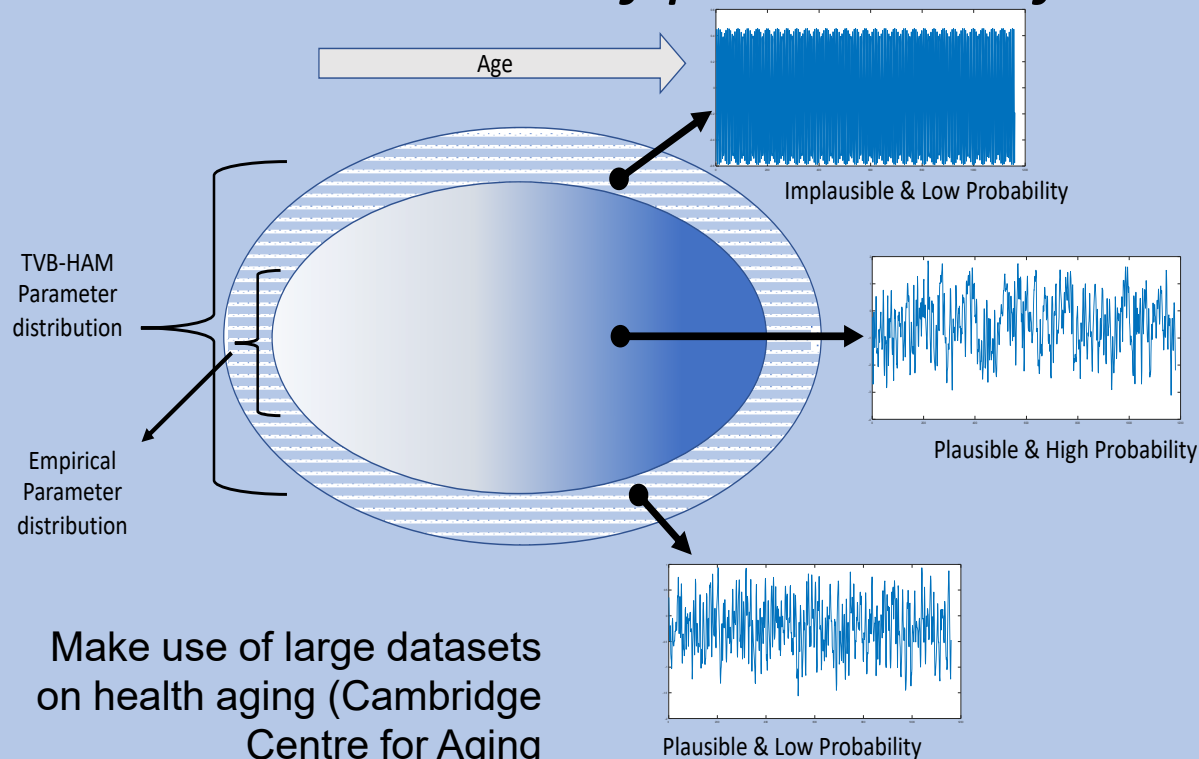 Age
Implausible & Low Probability
TVB-HAM
Parameter
distribution
Plausible & High Probability
Empirical
Parameter
distribution
Make use of large datasets
on health aging (Cambridge
Centre for Aging
Plausible & Low Probability